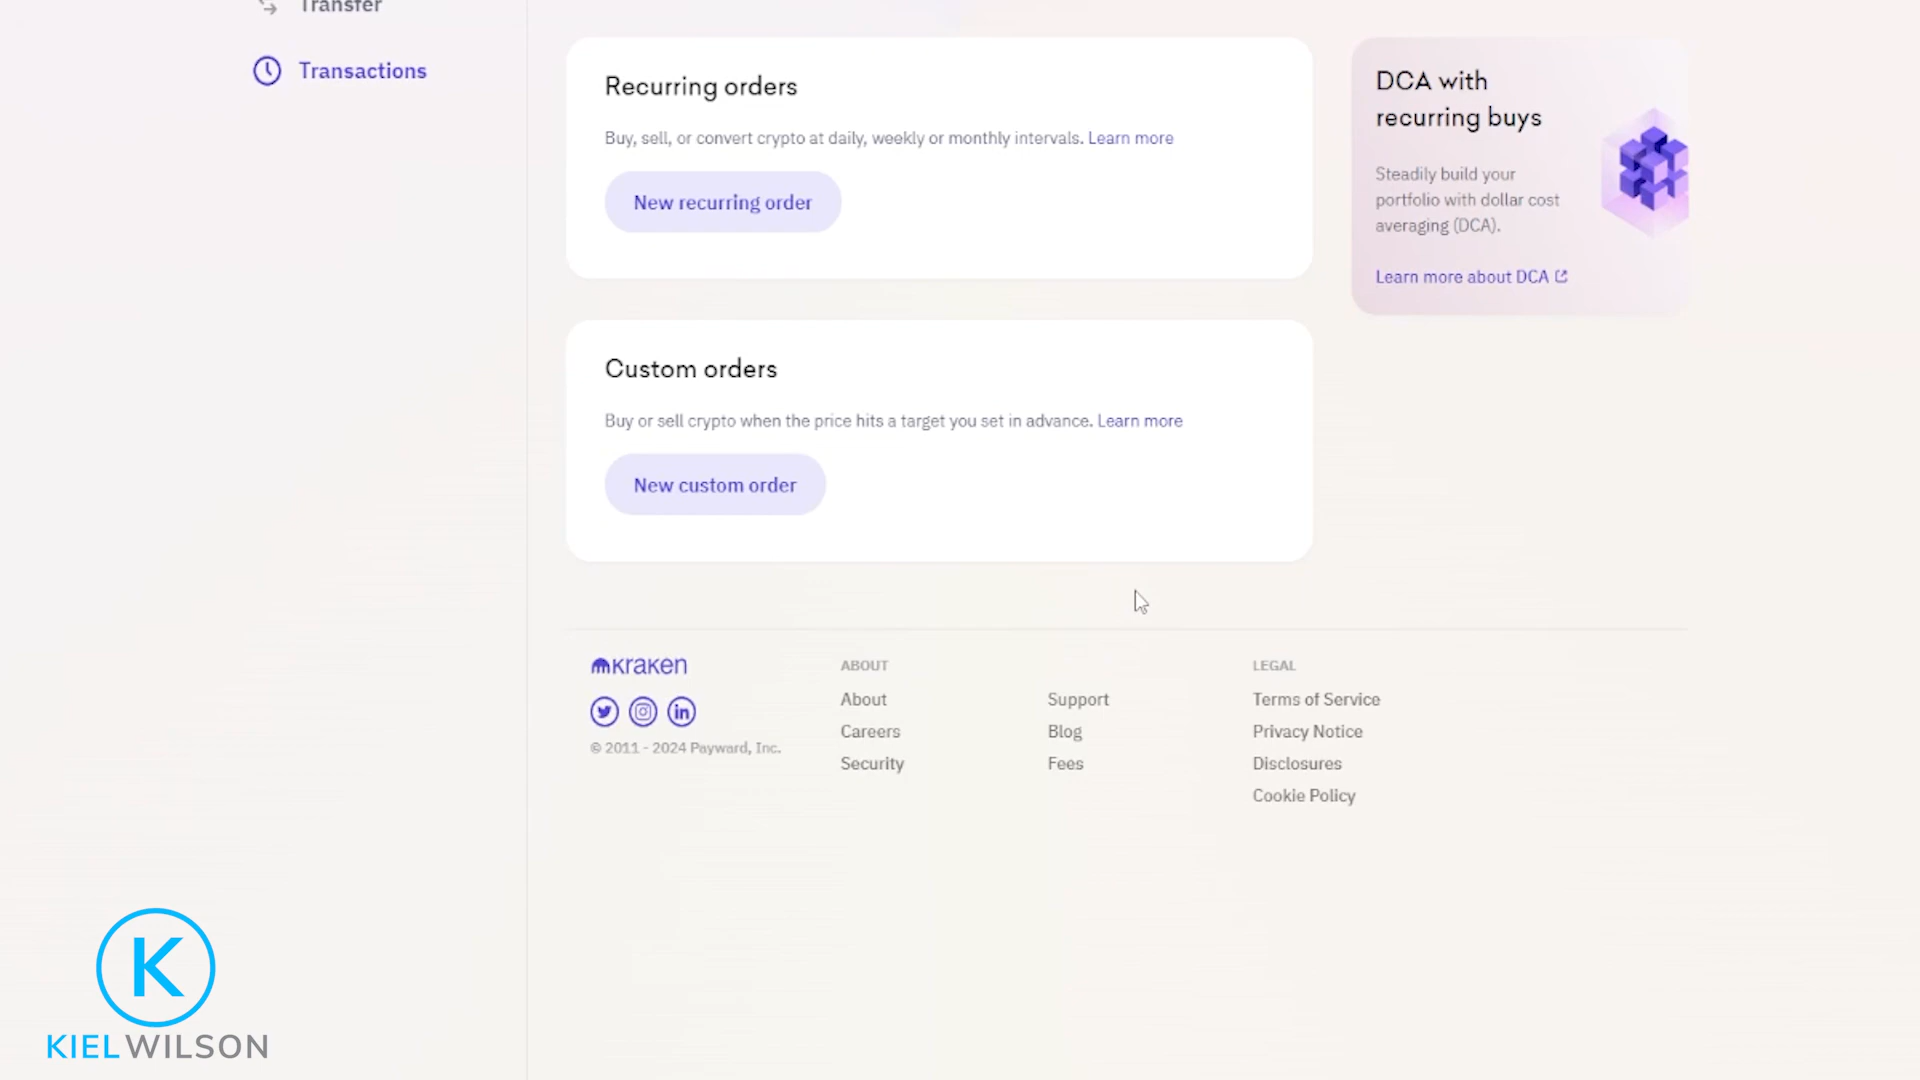 Transfer
Transactions
Recurring orders
Buy, sell, or convert crypto at daily, weekly or monthly intervals. Learn more
New recurring order
DCA with
recurring buys
Steadily build your
portfolio with dollar cost
averaging (DCA).
Learn more about DCA
Custom orders
Buy or sell crypto when the price hits a target you set in advance. Learn more
New custom order
kraken
© 2011 - 2024 Payward, Inc.
ABOUT
About
Careers
Security
Support
Blog
Fees
LEGAL
Terms of Service
Privacy Notice
Disclosures
Cookie Policy
K
KIELWILSON